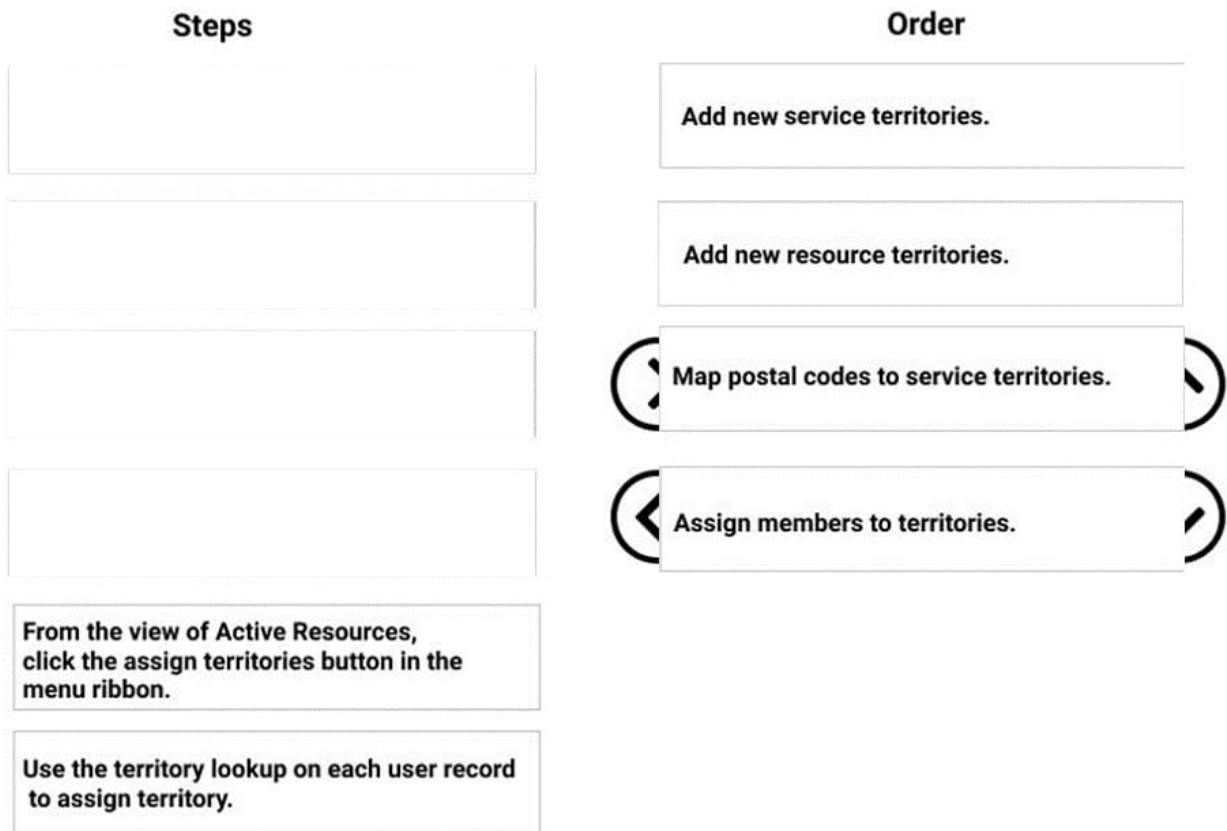 Steps
Order
Add new service territories.
Add new resource territories.
Map postal codes to service territories.
Assign members to territories.
From the view of Active Resources,
click the assign territories button in the
menu ribbon.
Use the territory lookup on each user record
to assign territory.